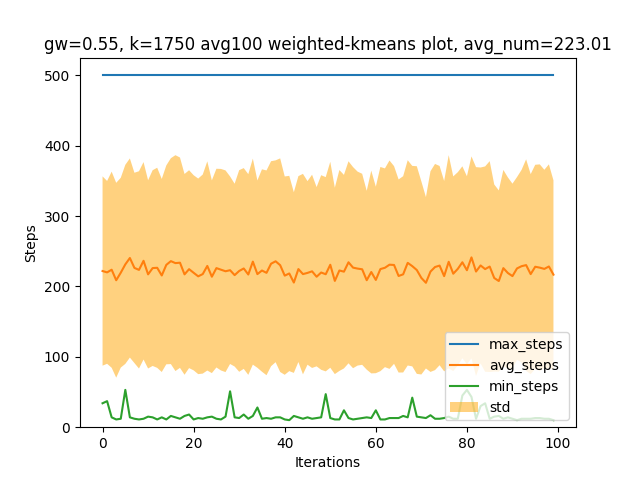 gw=0.55, k=1750 avg100 weighted-kmeans plot, avg_num=223.01
500
400
300
200
100
0
Steps
max_steps
avg_steps
min_steps
std
0 20 40 60 80 100
Iterations